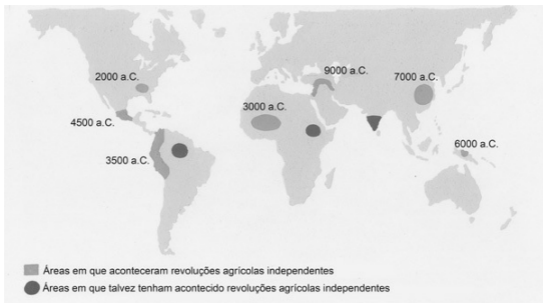 2000 a.C.
9000 a.C.
7000 a.C.
3000 a.C.
4500 a.C.
3500 a.C.
6000 a.C.
Áreas em que aconteceram revoluções agrícolas independentes
Áreas em que talvez tenham acontecido revoluções agrícolas independentes